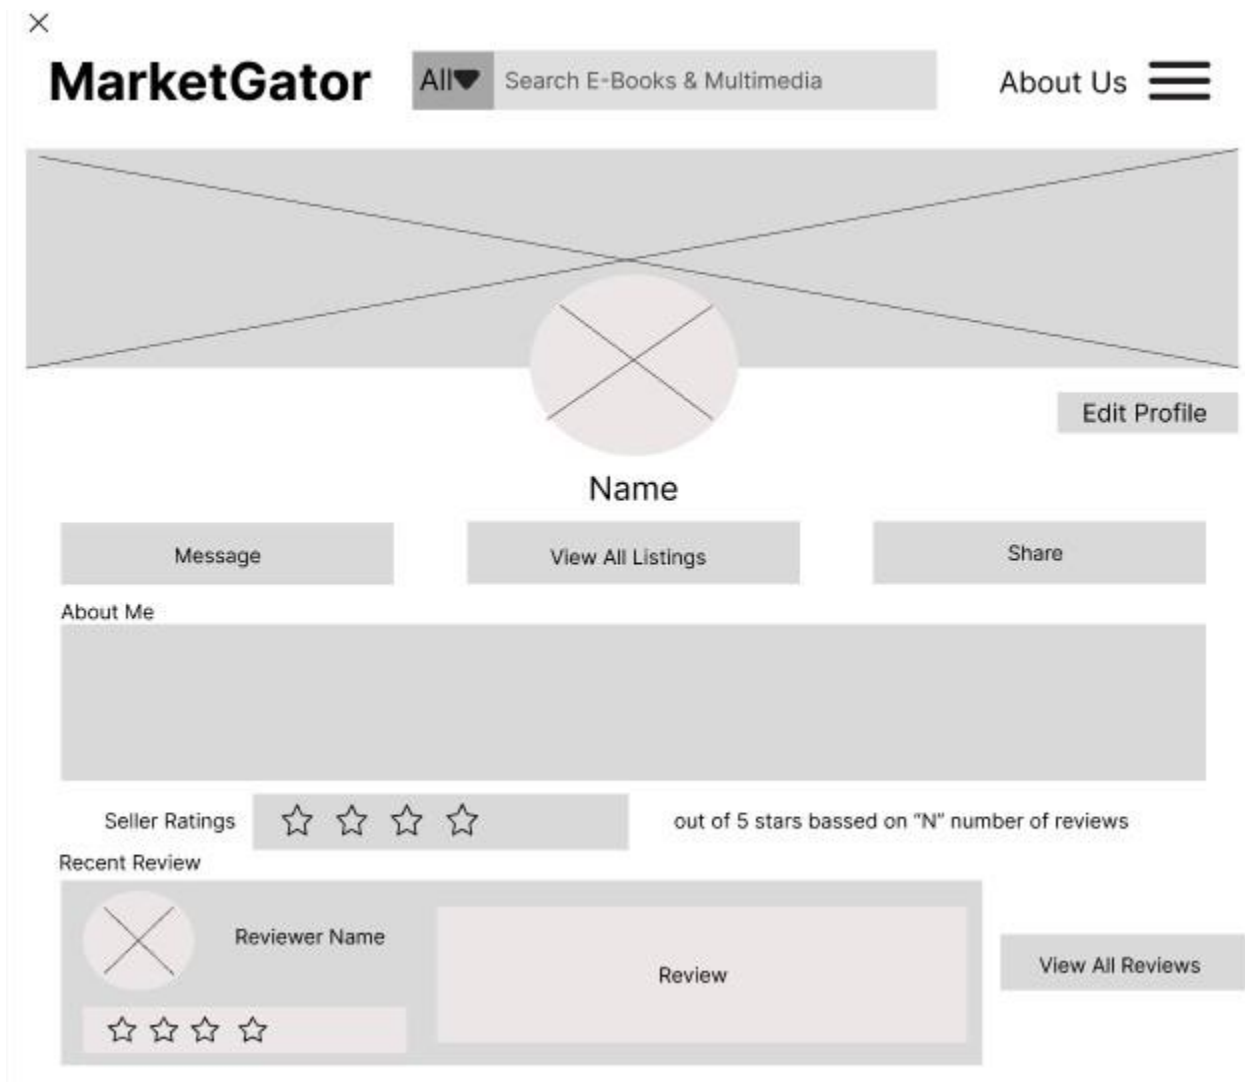 MarketGator
All
Search E-Books & Multimedia
About Us
Edit Profile
Name
Message
View All Listings
Share
About Me
Seller Ratings
out of 5 stars bassed on “N” number of reviews
Recent Review
Reviewer Name
Review
View All Reviews